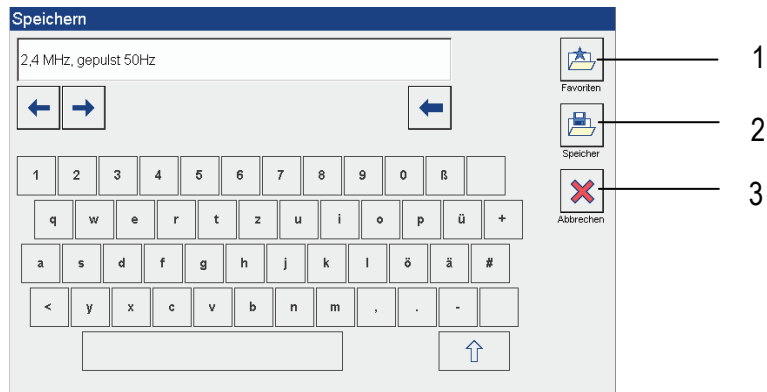 Speichern
2,4 MHz, gepulst 50Hz
1
Favoriten
2
Speicher
3
Abbrechen
1 2 3 4 5 6 7 8 9 0 ß
q w e r t z u i o p ü +
a s d f g h j k l ö ä #
< y x c v b n m , . -